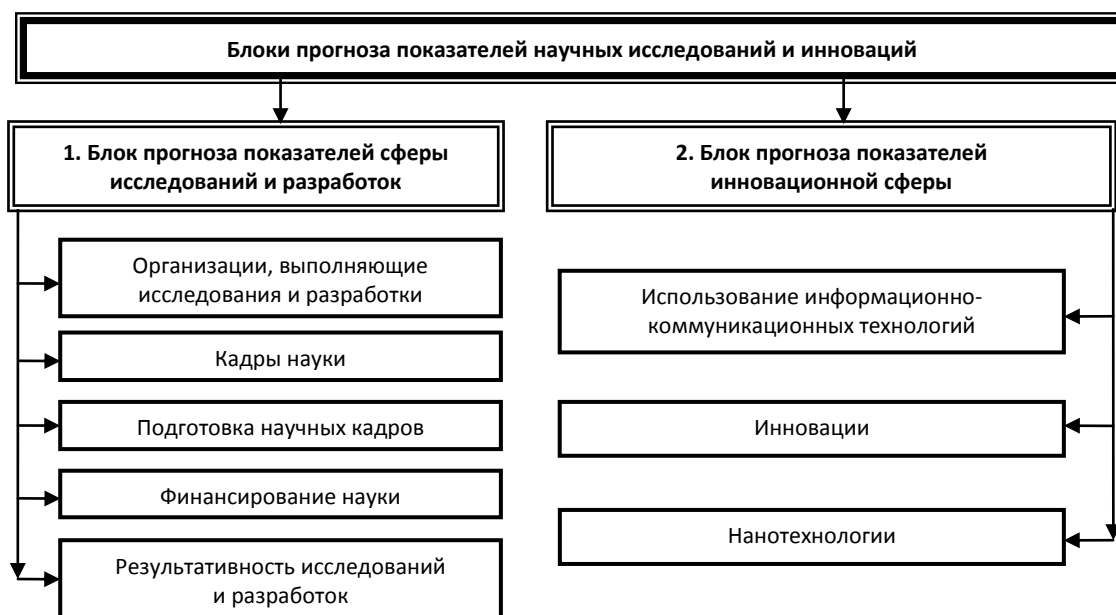 Блоки прогноза показателей научных исследований и инноваций
1. Блок прогноза показателей сферы
исследований и разработок
Организации, выполняющие
исследования и разработки
Кадры науки
Подготовка научных кадров
Финансирование науки
Результативность исследований
и разработок
2. Блок прогноза показателей
инновационной сферы
Использование информационно-
коммуникационных технологий
Инновации
Нанотехнологии